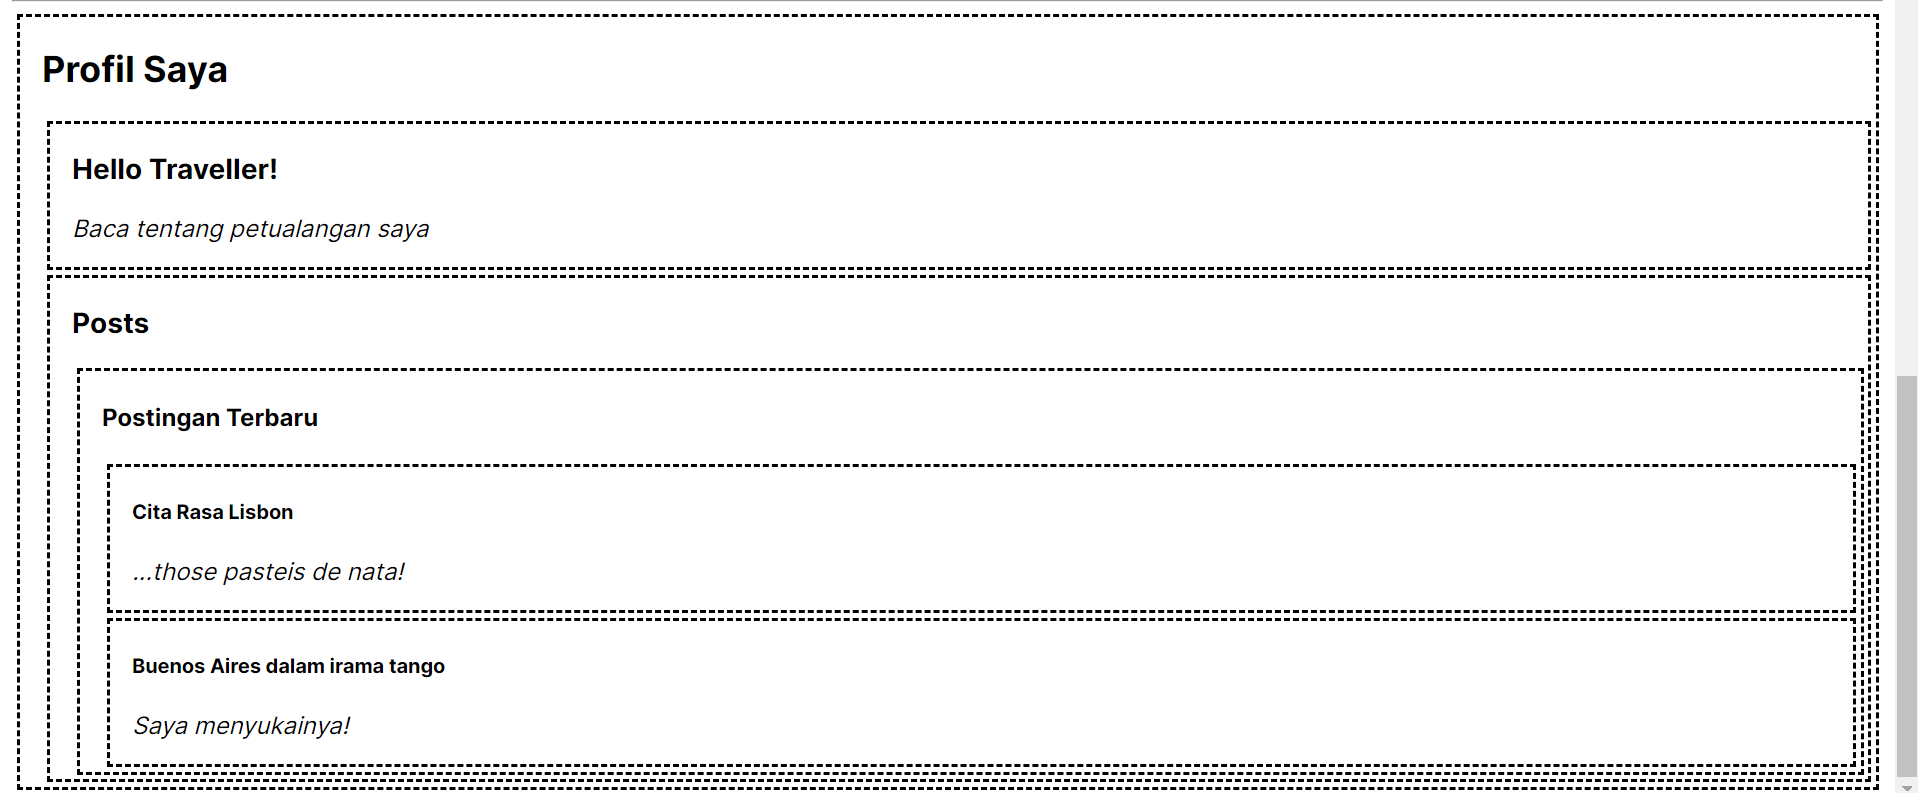 Profil Saya
Hello Traveller!
Baca tentang petualangan saya
Posts
Postingan Terbaru
Cita Rasa Lisbon
...those pasteis de nata!
Buenos Aires dalam irama tango
Saya menyukainya!